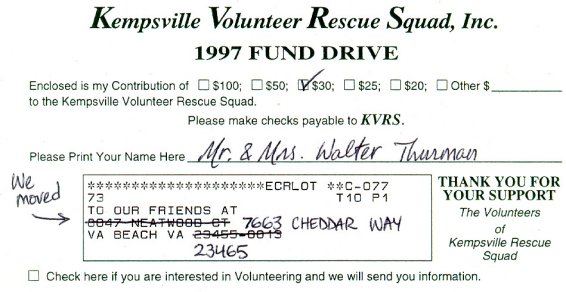 Kempsville Volunteer Rescue Squad, Inc.
1997 FUND DRIVE
Enclosed is my Contribution of ☐ $100; ☐ $50; ☑ $30; ☐ $25; ☐ $20; ☐ Other $
to the Kempsville Volunteer Rescue Squad.
Please make checks payable to KVRS.
Please Print Your Name Here Mr. & Mrs. Walter Thurman
We
moved
*********************ECRLOT **C-077
73 T10 P1
TO OUR FRIENDS AT
8047 NEATWOOD CT 7663 CHEDDAR WAY
VA BEACH VA 23455-0013
23465
THANK YOU FOR
YOUR SUPPORT
The Volunteers
of
Kempsville Rescue
Squad
☐ Check here if you are interested in Volunteering and we will send you information.